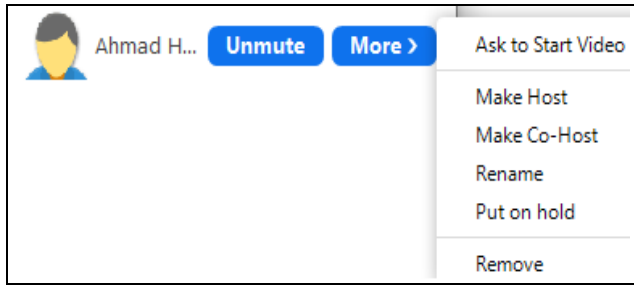 Ahmad H... Unmute More > Ask to Start Video
Make Host
Make Co-Host
Rename
Put on hold
Remove